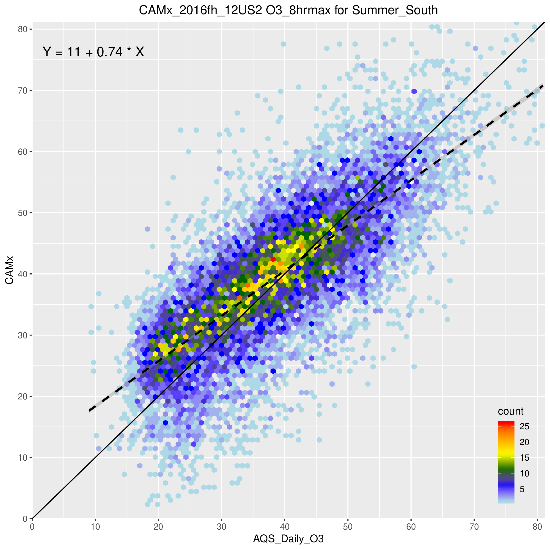 CAMx_2016fh_12US2 O3_8hrmax for Summer_South
Y = 11 + 0.74 * X
80
70
60
50
40
30
20
10
0
CAMx
count
25
20
15
10
5
0 10 20 30 40 50 60 70 80
AQS_Daily_O3